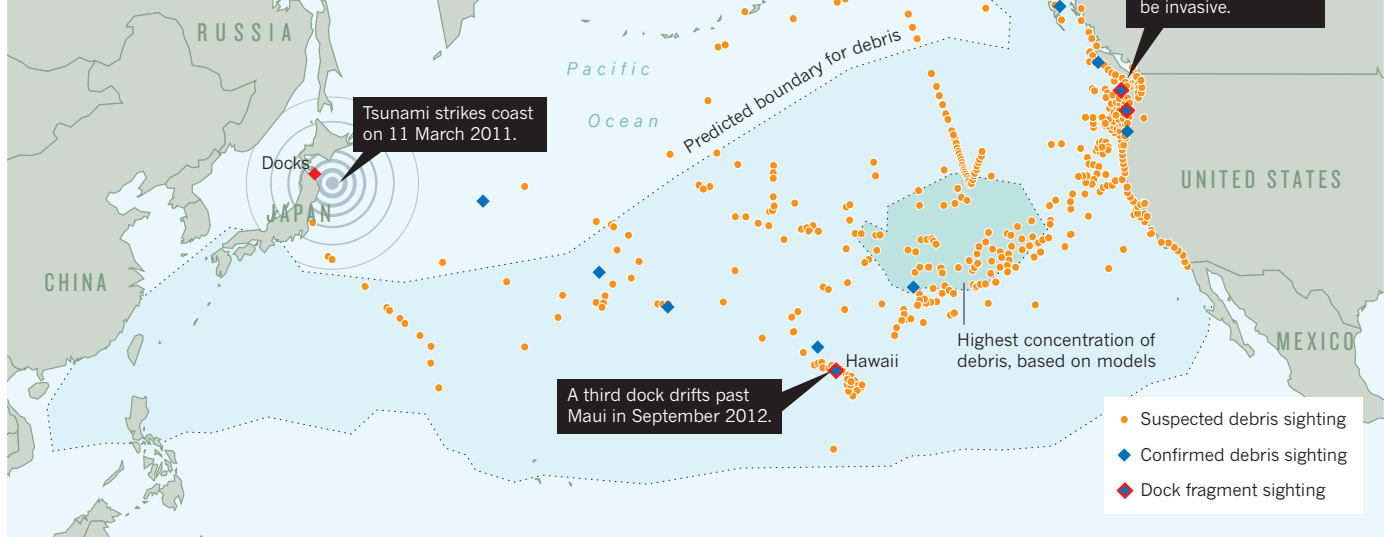 be invasive.
RUSSIA
Pacific
Ocean
Predicted boundary for debris
Tsunami strikes coast
on 11 March 2011.
Docks
JAPAN
CHINA
UNITED STATES
MEXICO
Highest concentration of
debris, based on models
Hawaii
A third dock drifts past
Maui in September 2012.
Suspected debris sighting
Confirmed debris sighting
Dock fragment sighting